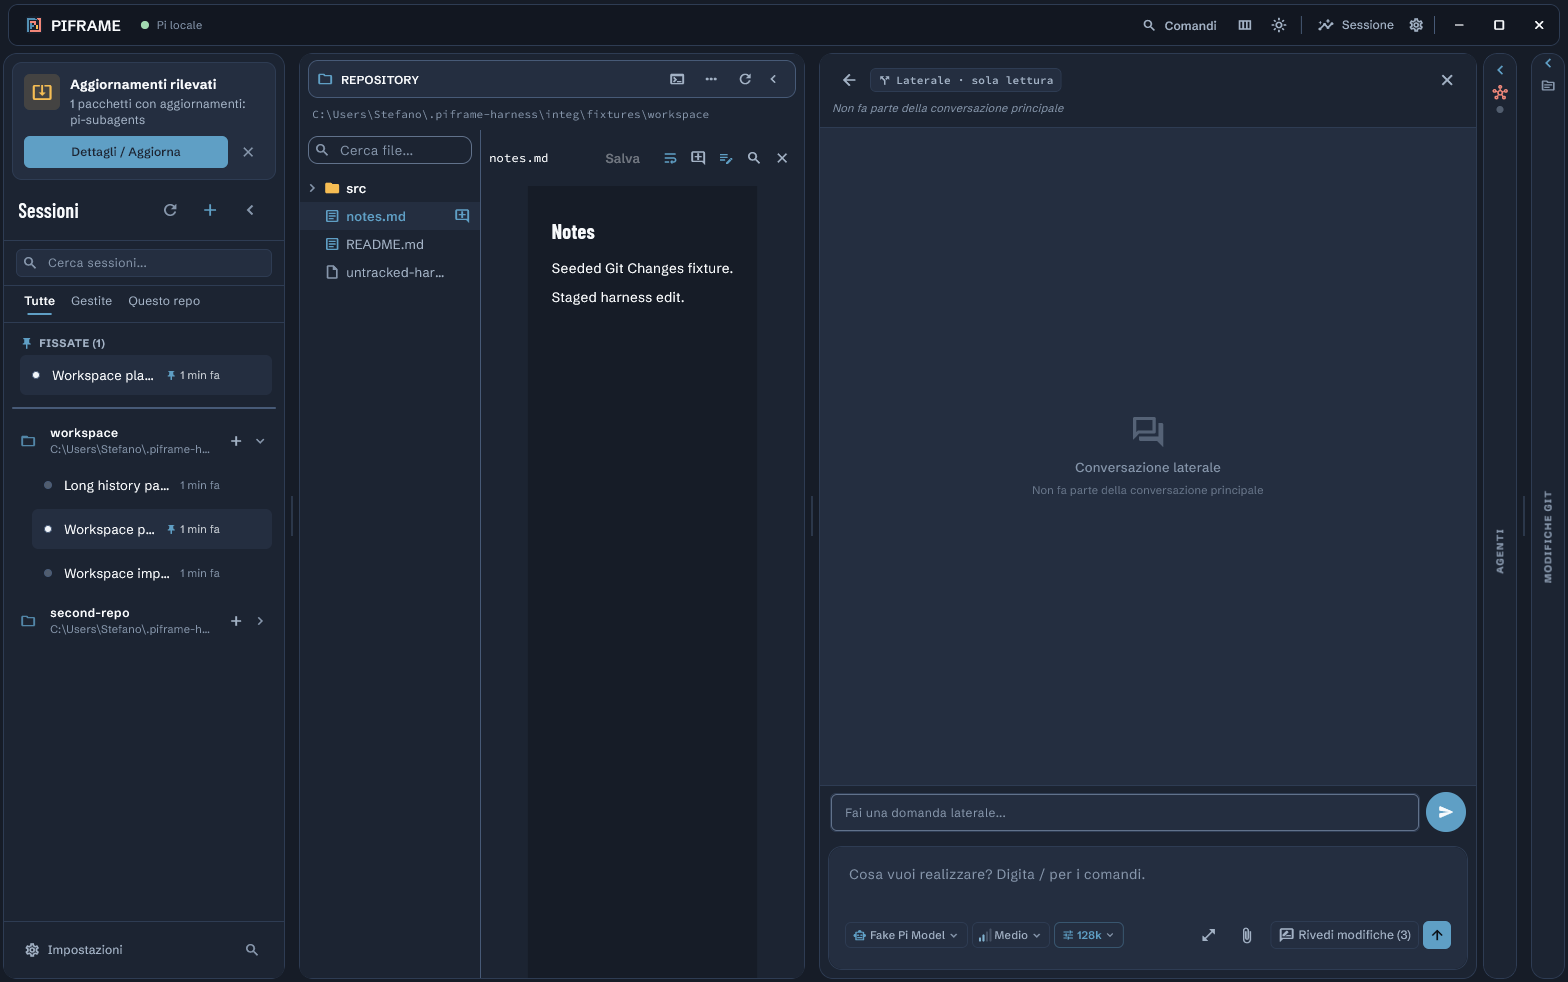 PIFRAME
Pi locale
Comandi
Sessione
Aggiornamenti rilevati
1 pacchetti con aggiornamenti:
pi-subagents
Dettagli / Aggiorna
Sessioni
Cerca sessioni...
Tutte Gestite Questo repo
FISSATE (1)
Workspace pla... 1 min fa
workspace
C:\Users\Stefano\.piframe-h...
Long history pa... 1 min fa
Workspace p... 1 min fa
Workspace imp... 1 min fa
second-repo
C:\Users\Stefano\.piframe-h...
Impostazioni
REPOSITORY
C:\Users\Stefano\.piframe-harness\integ\fixtures\workspace
Cerca file...
src
notes.md
README.md
untracked-har...
notes.md
Salva
Notes
Seeded Git Changes fixture.
Staged harness edit.
Laterale · sola lettura
Non fa parte della conversazione principale
Conversazione laterale
Non fa parte della conversazione principale
Fai una domanda laterale...
Cosa vuoi realizzare? Digita / per i comandi.
Fake Pi Model
Medio
128k
Rivedi modifiche (3)
AGENTI
MODIFICHE GIT